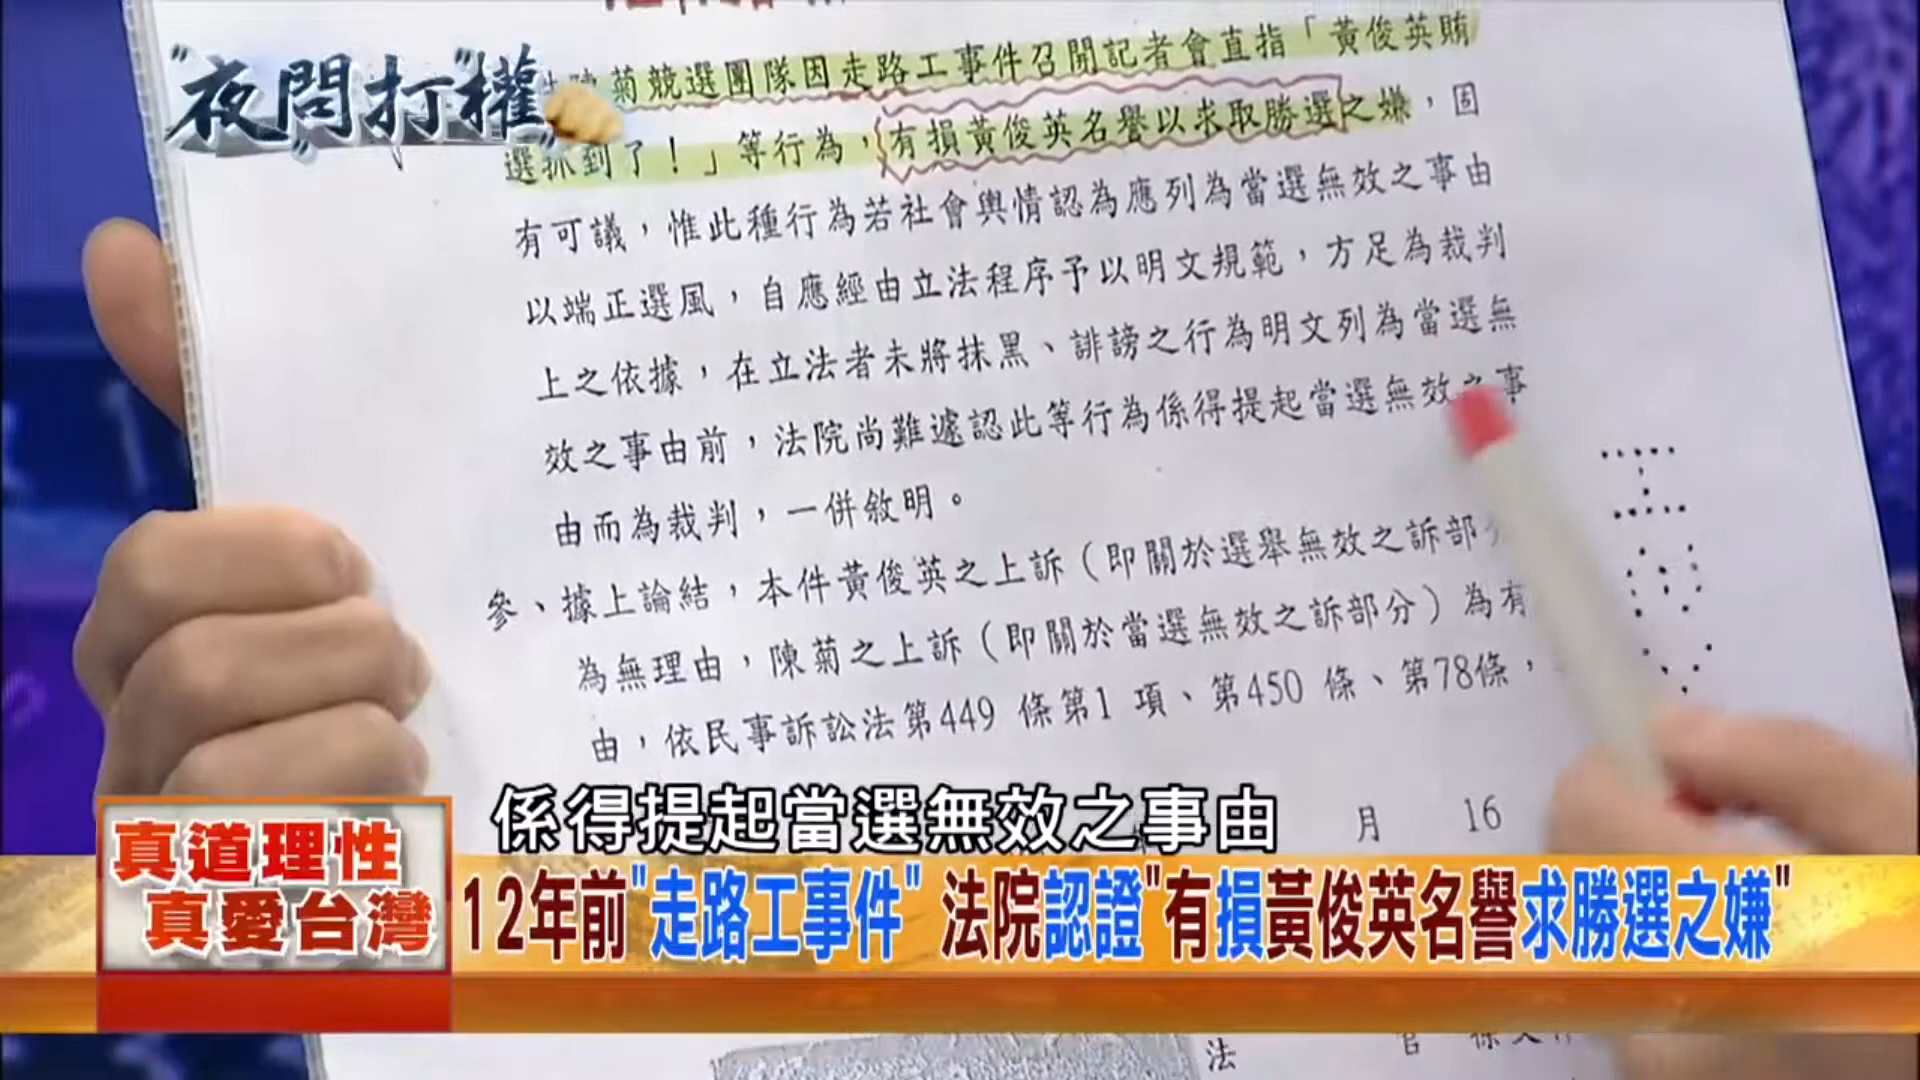 "夜問"打"權"
陳菊競選團隊因走路工事件召開記者會直指「黃俊英賄
選抓到了!」等行為,有損黃俊英名譽以求取勝選之嫌,固
有可議,惟此種行為若社會輿情認為應列為當選無效之事由
以端正選風,自應經由立法程序予以明文規範,方足為裁判
上之依據,在立法者未將抹黑、誹謗之行為明文列為當選無
效之事由前,法院尚難遽認此等行為係得提起當選無效之事
由而為裁判,一併敘明。
參、據上論結,本件黃俊英之上訴(即關於選舉無效之訴部分
為無理由,陳菊之上訴(即關於當選無效之訴部分)為有
由,依民事訴訟法第449 條第1 項、第450 條、第78條,
月 16
係得提起當選無效之事由
真道理性
真愛台灣
12年前"走路工事件" 法院認證"有損黃俊英名譽求勝選之嫌"
法 官